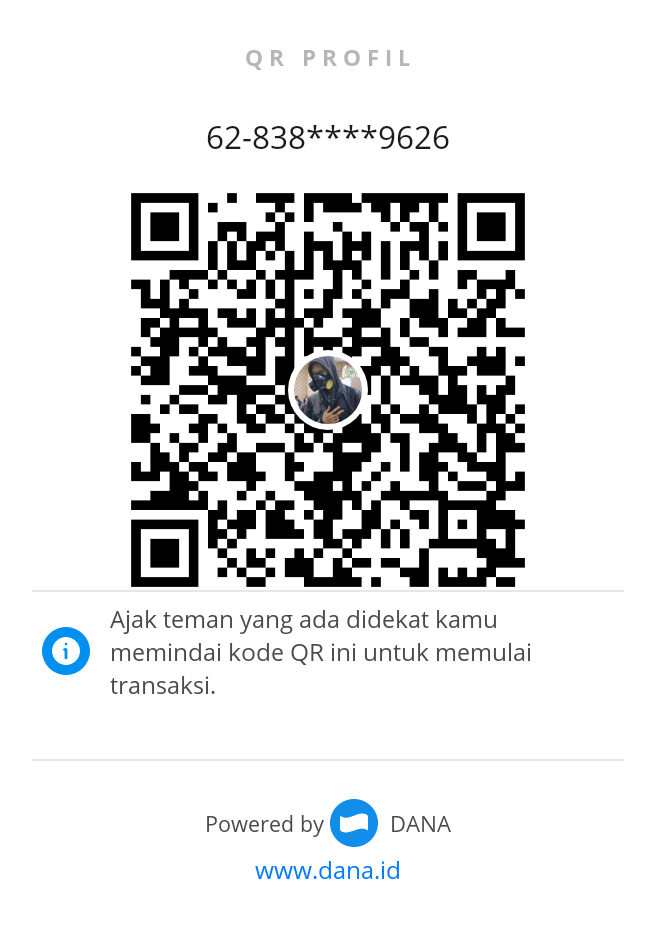 QR PROFIL
62-838****9626
Ajak teman yang ada didekat kamu
memindai kode QR ini untuk memulai
transaksi.
Powered by DANA
www.dana.id